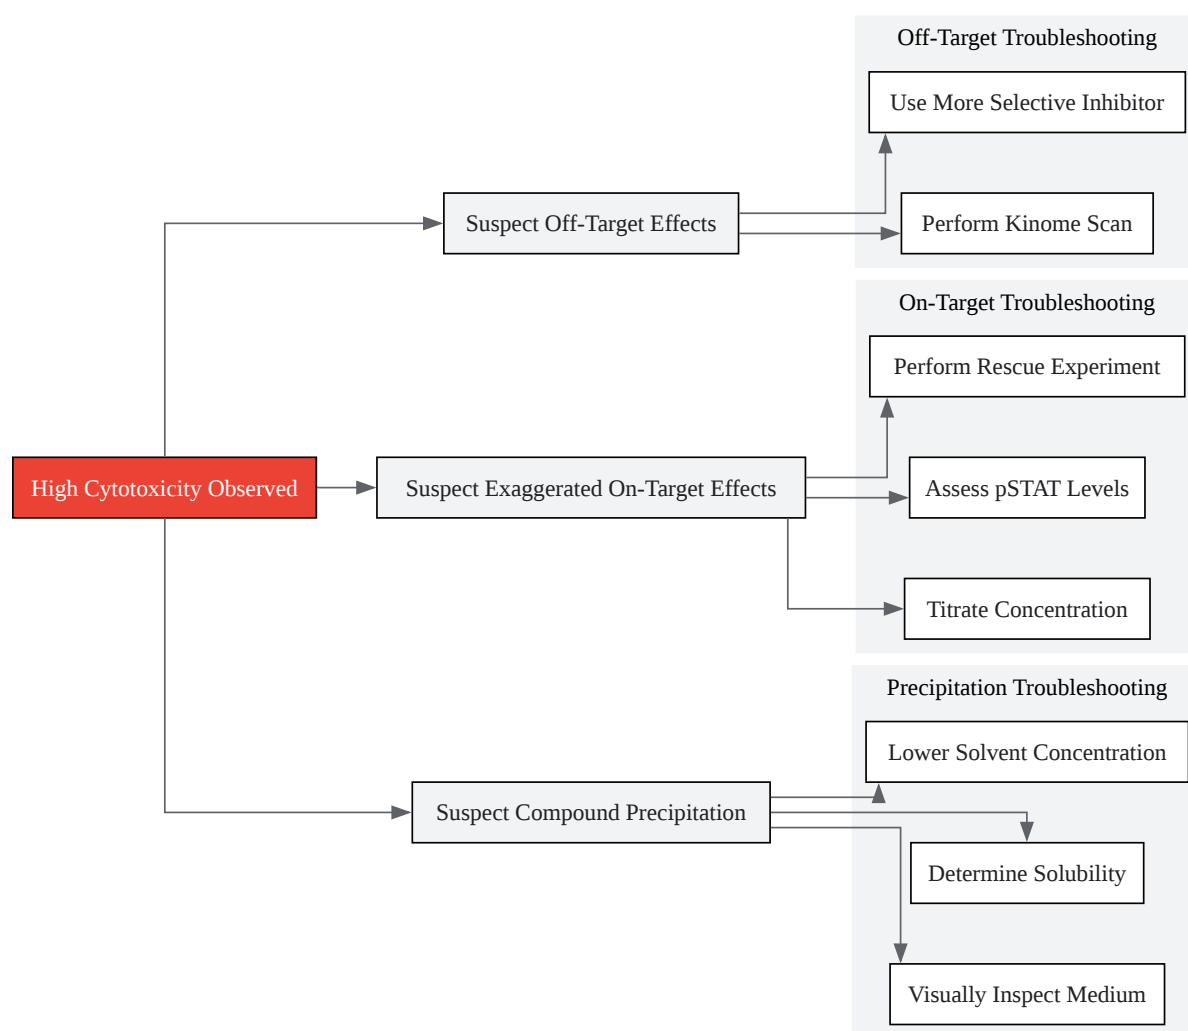 Off-Target Troubleshooting
Use More Selective Inhibitor
Suspect Off-Target Effects
Perform Kinome Scan
On-Target Troubleshooting
Perform Rescue Experiment
High Cytotoxicity Observed
Suspect Exaggerated On-Target Effects
Assess pSTAT Levels
Titrate Concentration
Precipitation Troubleshooting
Lower Solvent Concentration
Suspect Compound Precipitation
Determine Solubility
Visually Inspect Medium